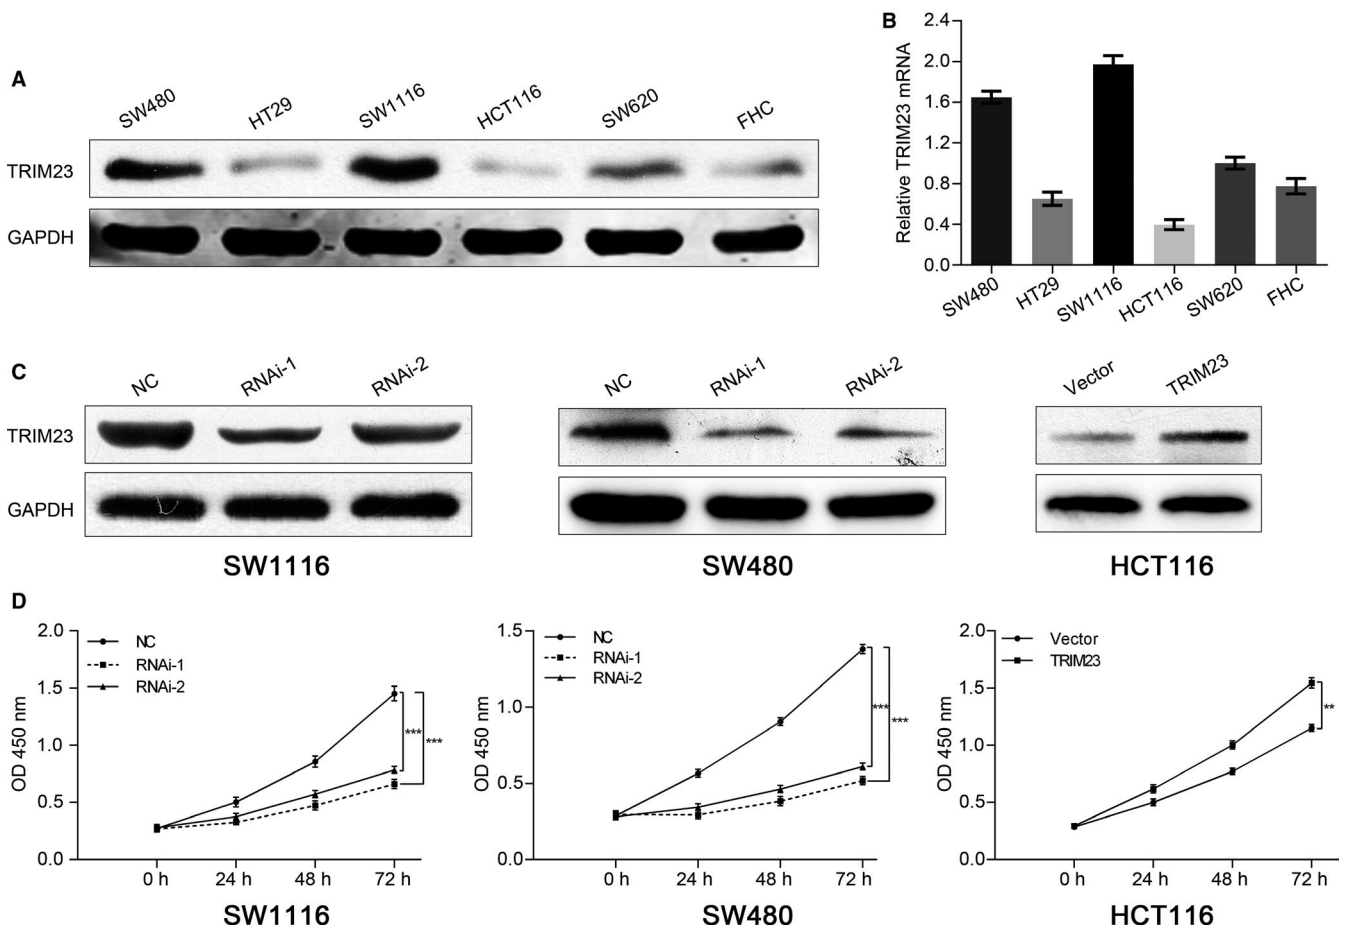 A
SW480 HT29 SW1116 HCT116 SW620 FHC
TRIM23
GAPDH
B
Relative TRIM23 mRNA
2.4
2.0
1.6
1.2
0.8
0.4
0.0
SW480 HT29 SW1116 HCT116 SW620 FHC
C
NC RNAi-1 RNAi-2
TRIM23
GAPDH
SW1116
NC RNAi-1 RNAi-2
SW480
Vector TRIM23
HCT116
D
OD 450 nm
2.0
1.5
1.0
0.5
0.0
NC
RNAi-1
RNAi-2
***
***
0 h 24 h 48 h 72 h
SW1116
OD 450 nm
1.5
1.0
0.5
0.0
NC
RNAi-1
RNAi-2
***
***
0 h 24 h 48 h 72 h
SW480
OD 450 nm
2.0
1.5
1.0
0.5
0.0
Vector
TRIM23
**
0 h 24 h 48 h 72 h
HCT116